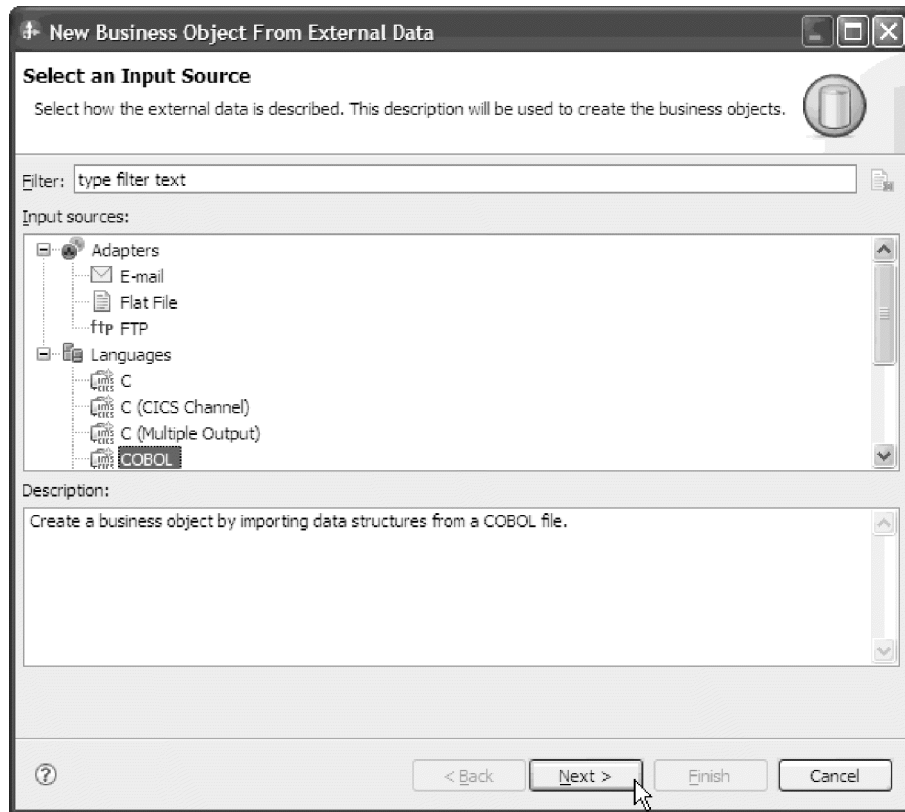 New Business Object From External Data
Select an Input Source
Select how the external data is described. This description will be used to create the business objects.
Filter: type filter text
Input sources:
Adapters
E-mail
Flat File
ftp FTP
Languages
C
C (CICS Channel)
C (Multiple Output)
COBOL
Description:
Create a business object by importing data structures from a COBOL file.
< Back Next > Finish Cancel